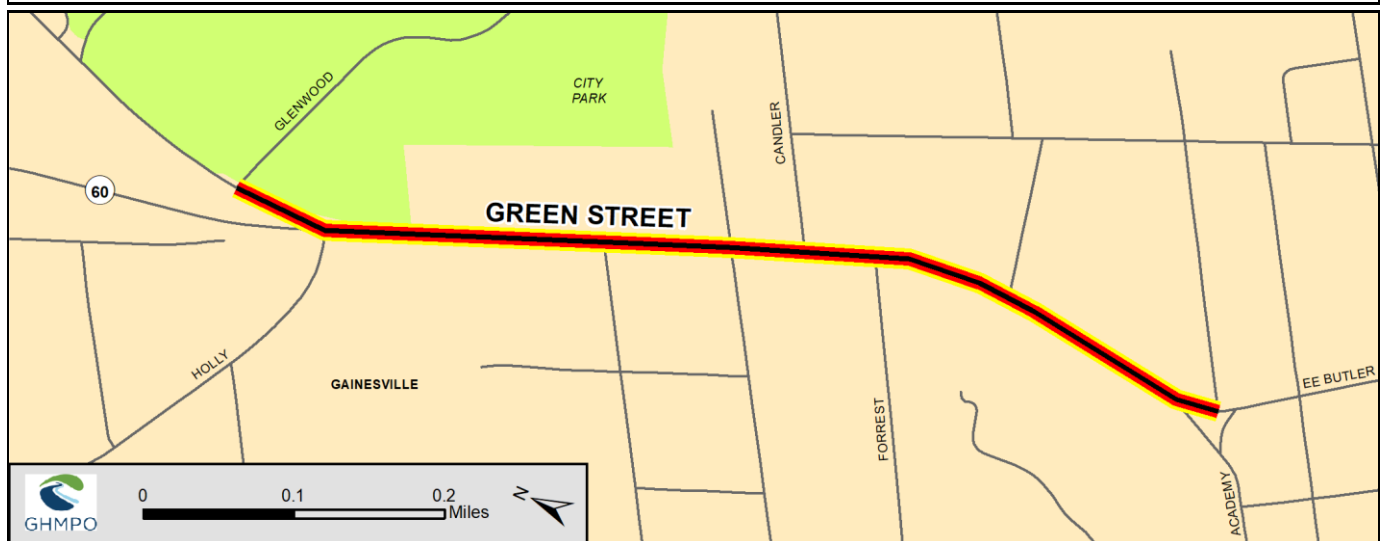 GLENWOOD
CITY
PARK
CANDLER
60
GREEN STREET
HOLLY
GAINESVILLE
FORREST
EE BUTLER
ACADEMY
GHMPO
0 0.1 0.2
Miles
N